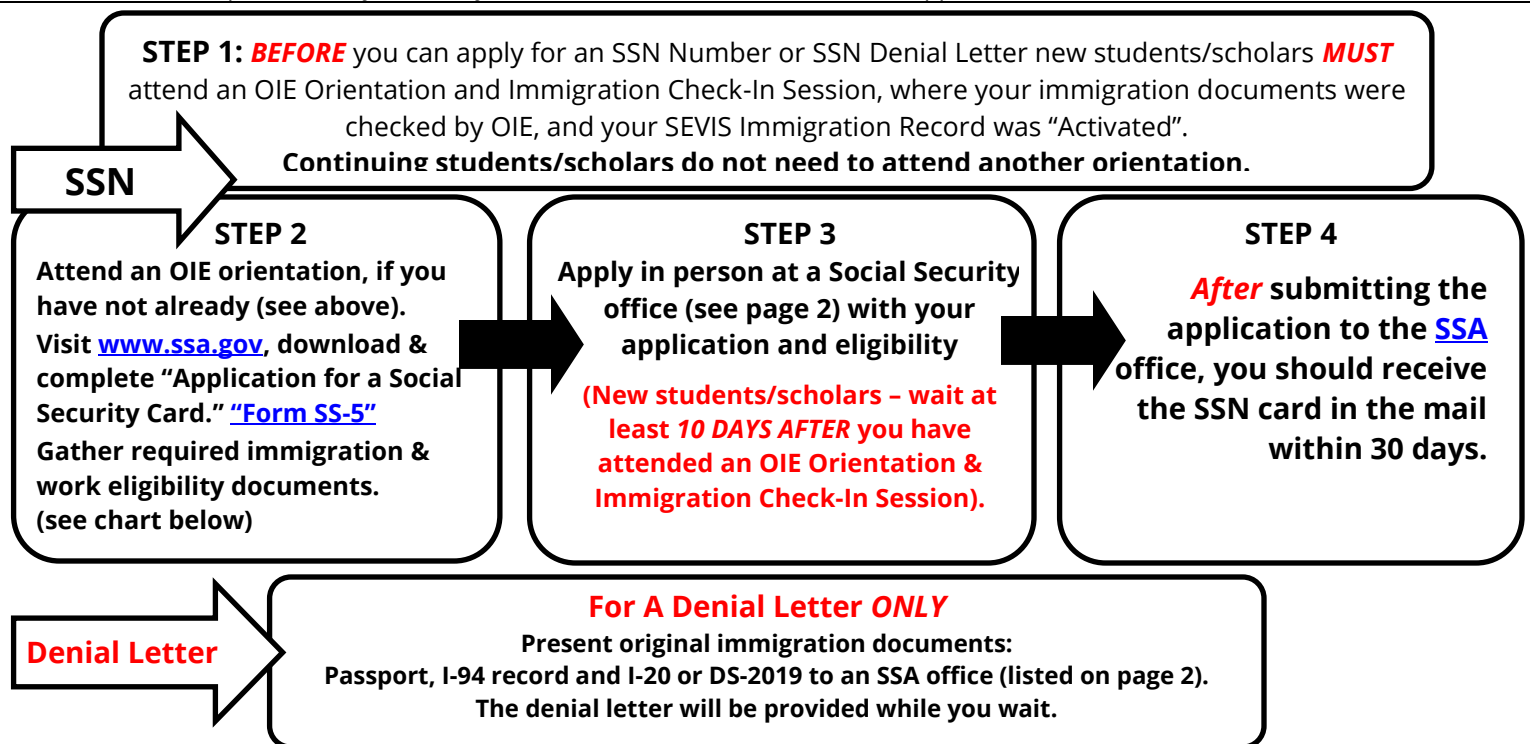 STEP 1: BEFORE you can apply for an SSN Number or SSN Denial Letter new students/scholars MUST
attend an OIE Orientation and Immigration Check-In Session, where your immigration documents were
checked by OIE, and your SEVIS Immigration Record was “Activated”.
Continuing students/scholars do not need to attend another orientation.
SSN
STEP 2
Attend an OIE orientation, if you
have not already (see above).
Visit www.ssa.gov, download &
complete “Application for a Social
Security Card.” “Form SS-5”
Gather required immigration &
work eligibility documents.
(see chart below)
STEP 3
Apply in person at a Social Security
office (see page 2) with your
application and eligibility
(New students/scholars – wait at
least 10 DAYS AFTER you have
attended an OIE Orientation &
Immigration Check-In Session).
STEP 4
After submitting the
application to the SSA
office, you should receive
the SSN card in the mail
within 30 days.
Denial Letter
For A Denial Letter ONLY
Present original immigration documents:
Passport, I-94 record and I-20 or DS-2019 to an SSA office (listed on page 2).
The denial letter will be provided while you wait.